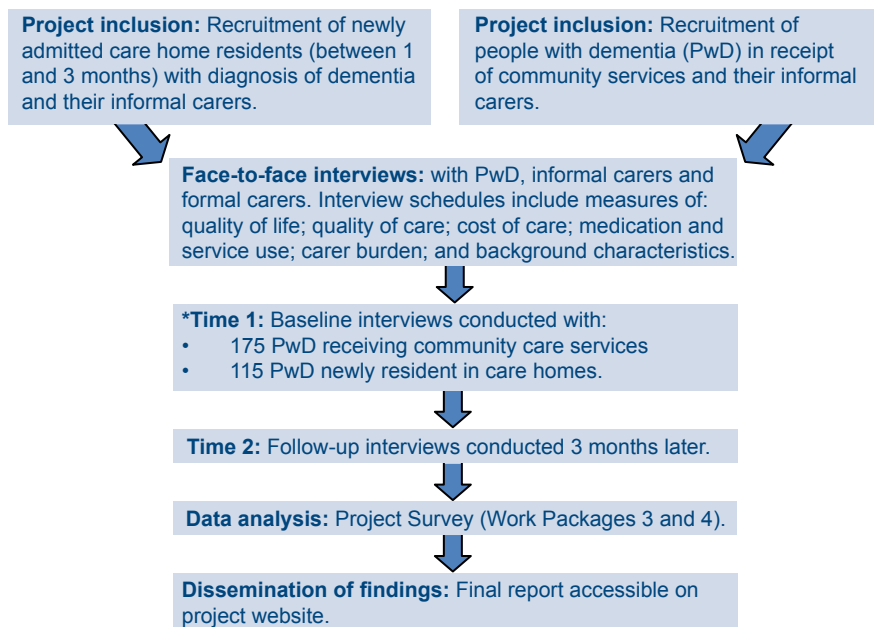 Project inclusion: Recruitment of newly
admitted care home residents (between 1
and 3 months) with diagnosis of dementia
and their informal carers.
Project inclusion: Recruitment of
people with dementia (PwD) in receipt
of community services and their informal
carers.
Face-to-face interviews: with PwD, informal carers and
formal carers. Interview schedules include measures of:
quality of life; quality of care; cost of care; medication and
service use; carer burden; and background characteristics.
*Time 1: Baseline interviews conducted with:
• 175 PwD receiving community care services
• 115 PwD newly resident in care homes.
Time 2: Follow-up interviews conducted 3 months later.
Data analysis: Project Survey (Work Packages 3 and 4).
Dissemination of findings: Final report accessible on
project website.